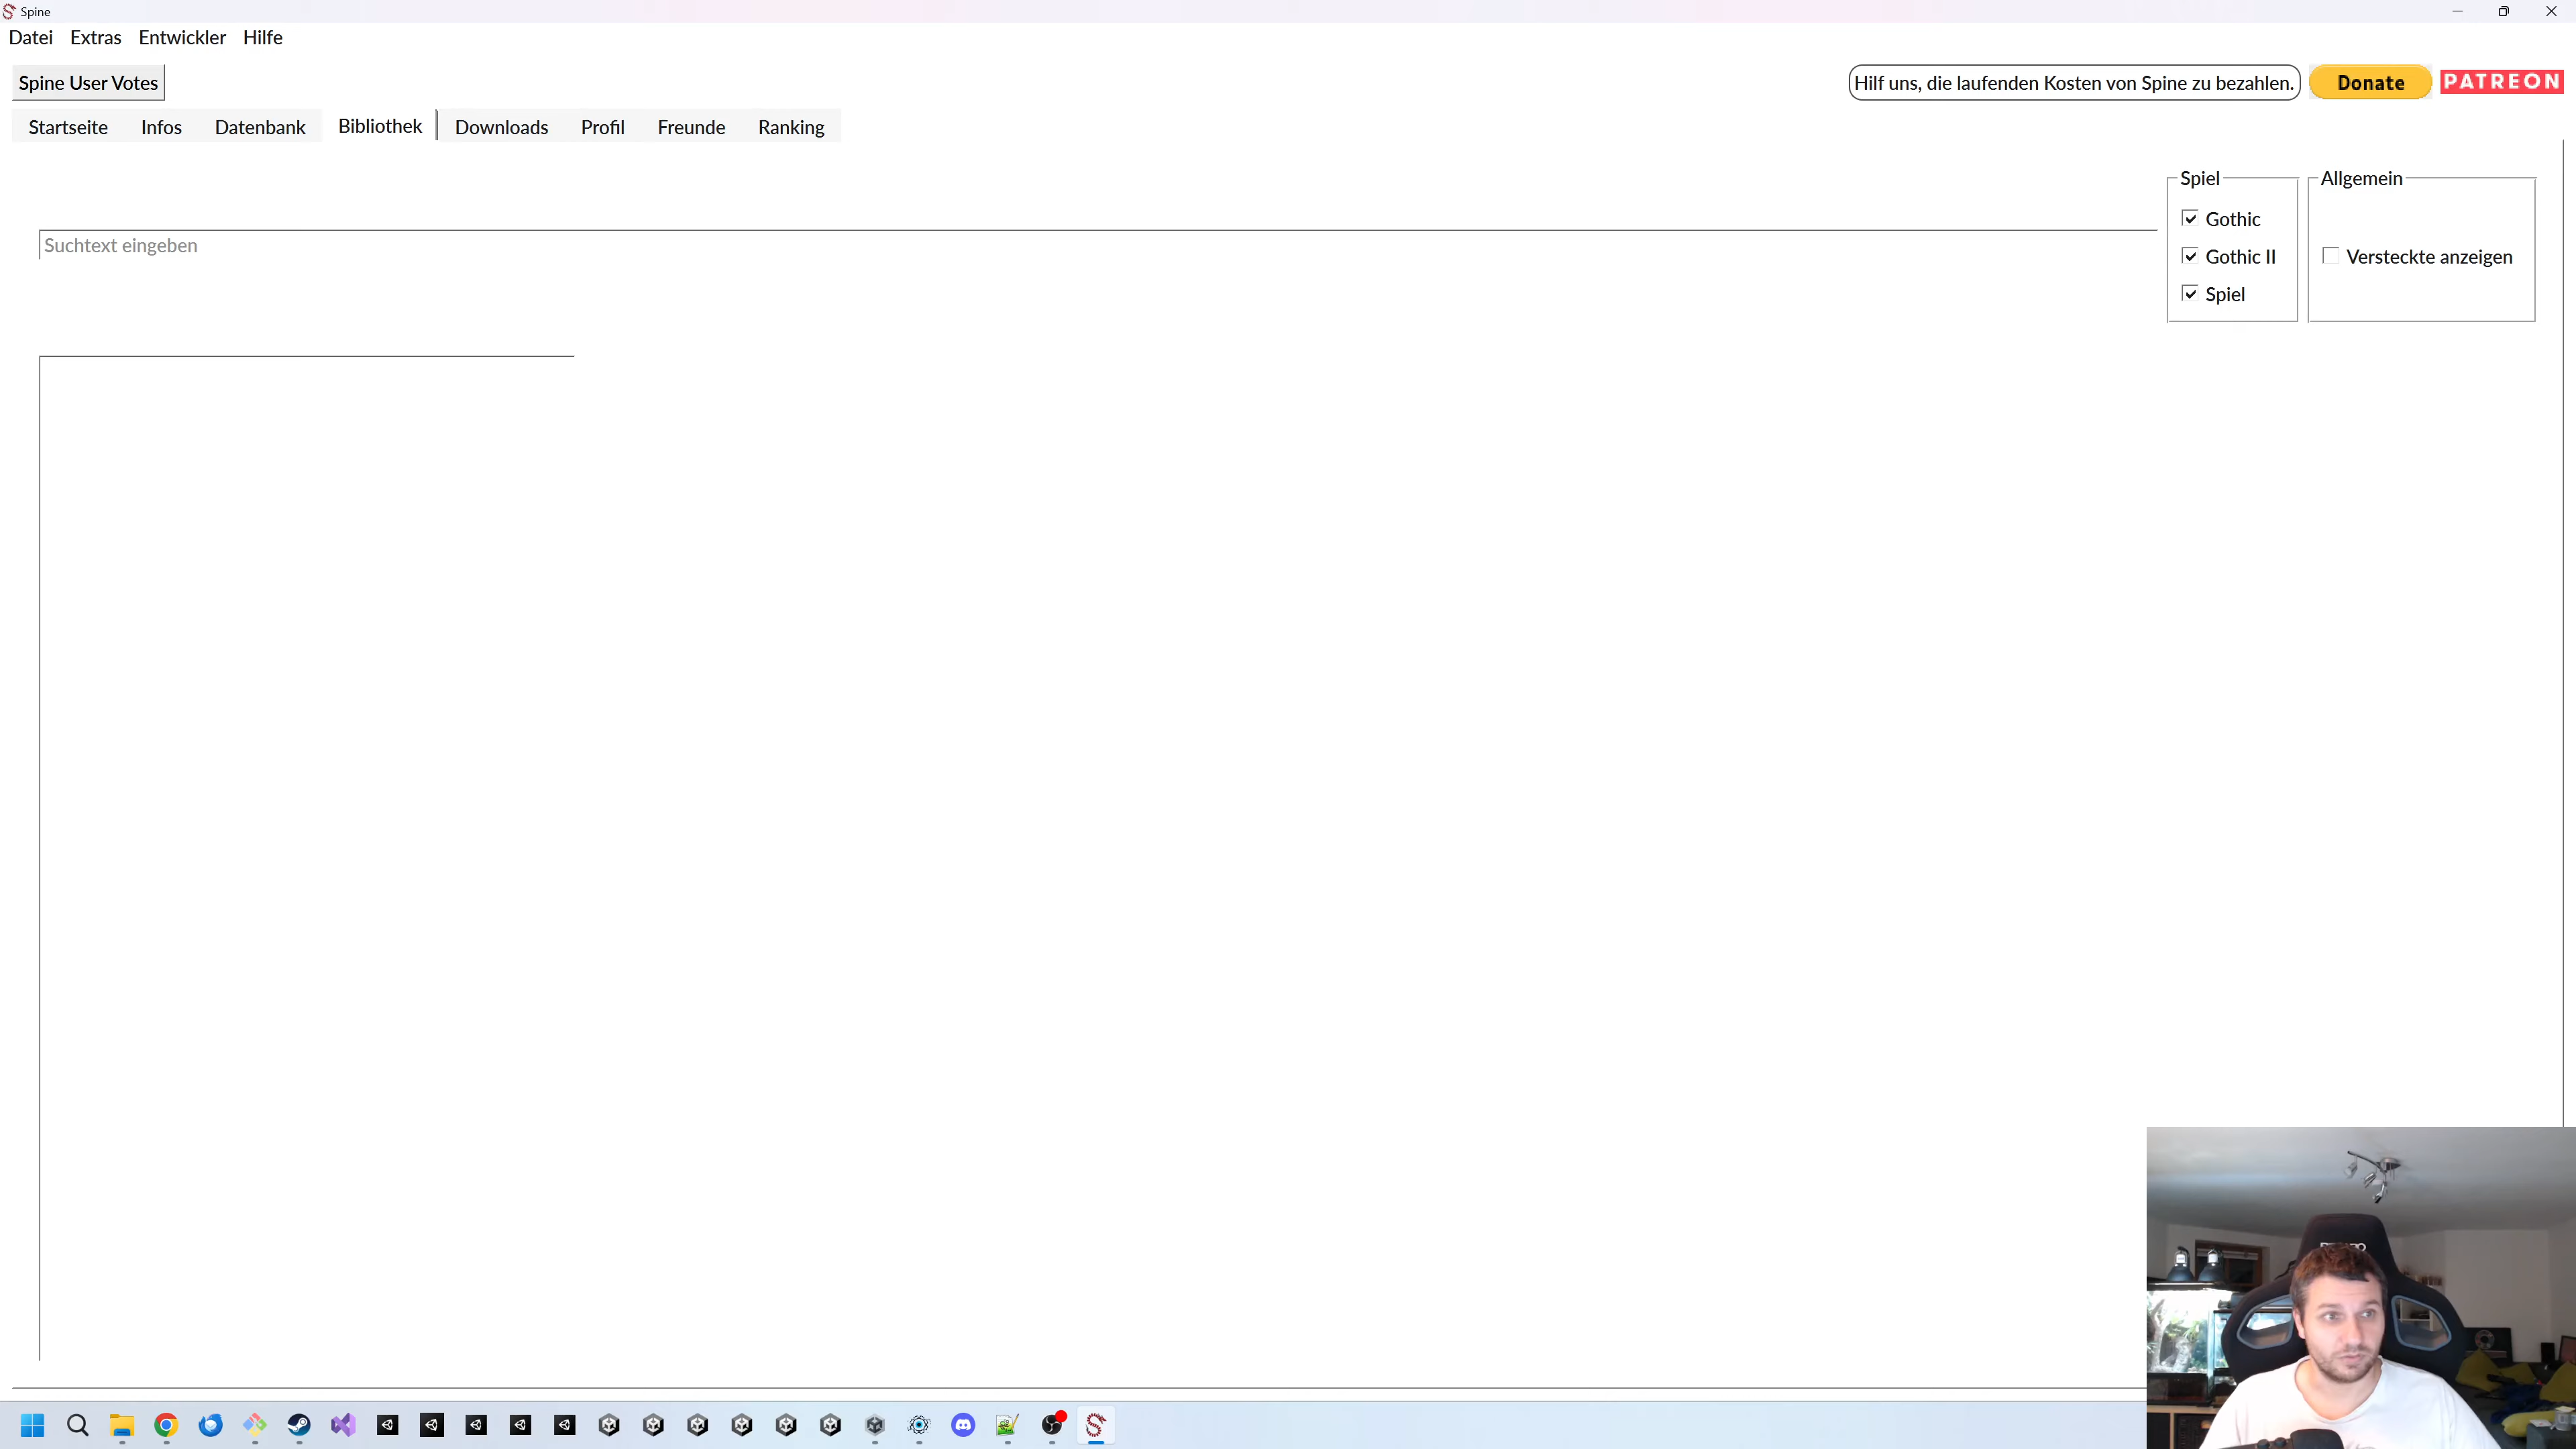 Spine
Datei Extras Entwickler Hilfe
Spine User Votes
Hilf uns, die laufenden Kosten von Spine zu bezahlen.
Donate
PATREON
Startseite Infos Datenbank Bibliothek Downloads Profil Freunde Ranking
Spiel
Allgemein
Gothic
Suchtext eingeben
Gothic II
Versteckte anzeigen
Spiel